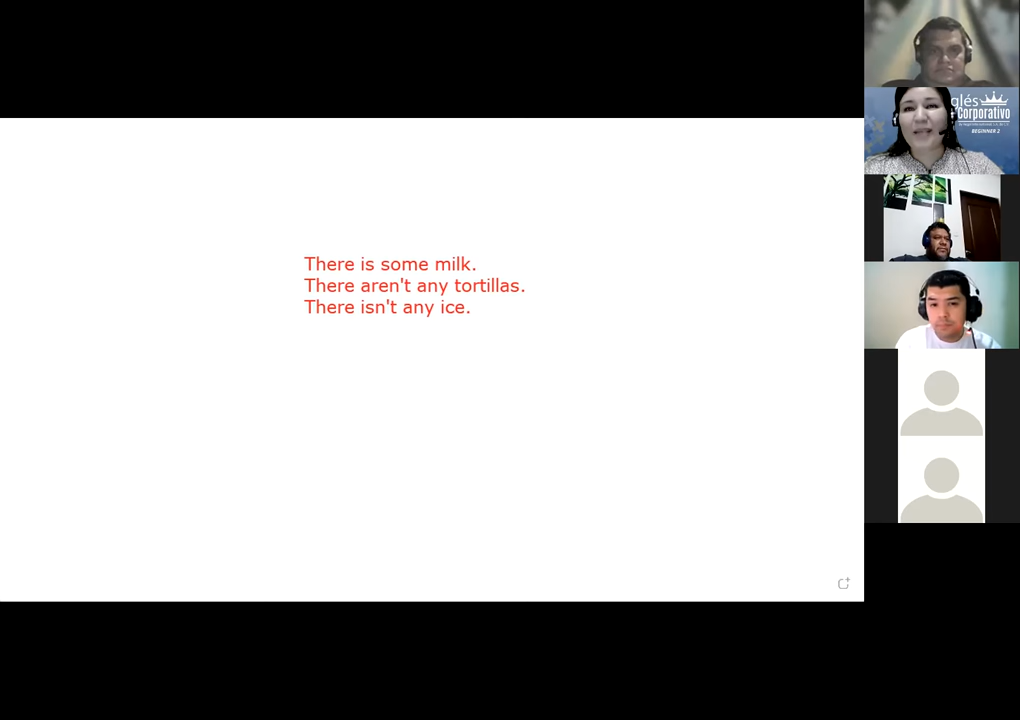 There is some milk.
There aren't any tortillas.
There isn't any ice.
glés
Corporativo
BEGINNER 2